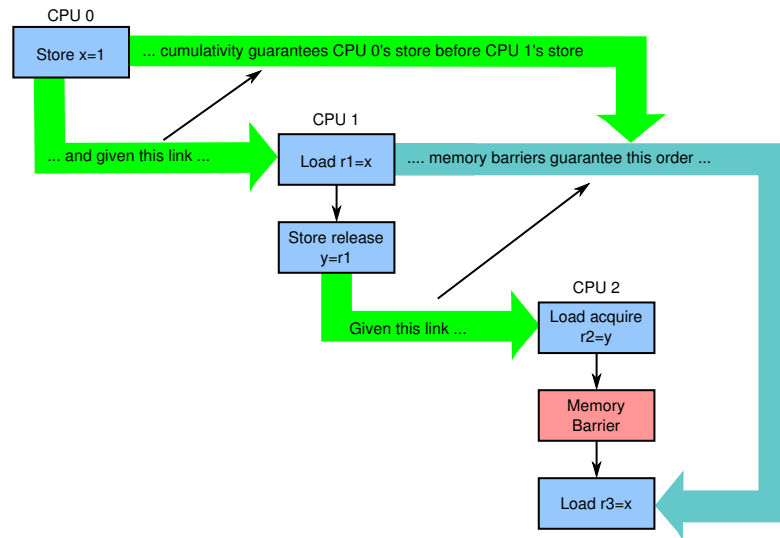 CPU 0
Store x=1
... cumulativity guarantees CPU 0's store before CPU 1's store
CPU 1
... and given this link ...
Load r1=x
.... memory barriers guarantee this order ...
Store release
y=r1
CPU 2
Given this link ...
Load acquire
r2=y
Memory
Barrier
Load r3=x